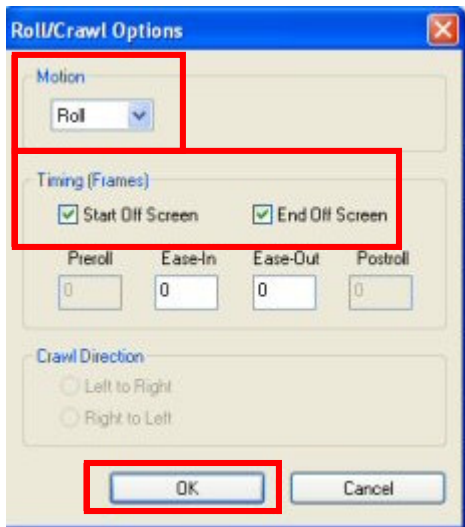 Roll/Crawl Options
Motion
Roll
Timing (Frames)
Start Off Screen End Off Screen
Preroll Ease-In Ease-Out Postroll
0 0 0 0
Crawl Direction
Left to Right
Right to Left
OK Cancel